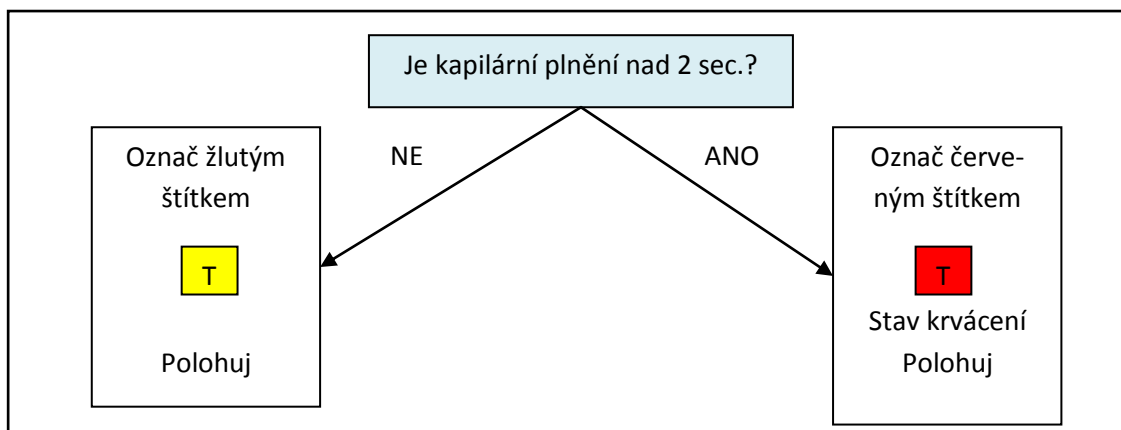 Je kapilární plnění nad 2 sec.?
NE
ANO
Označ žlutým
štítkem
T
Polohuj
Označ červe-
ným štítkem
T
Stav krvácení
Polohuj